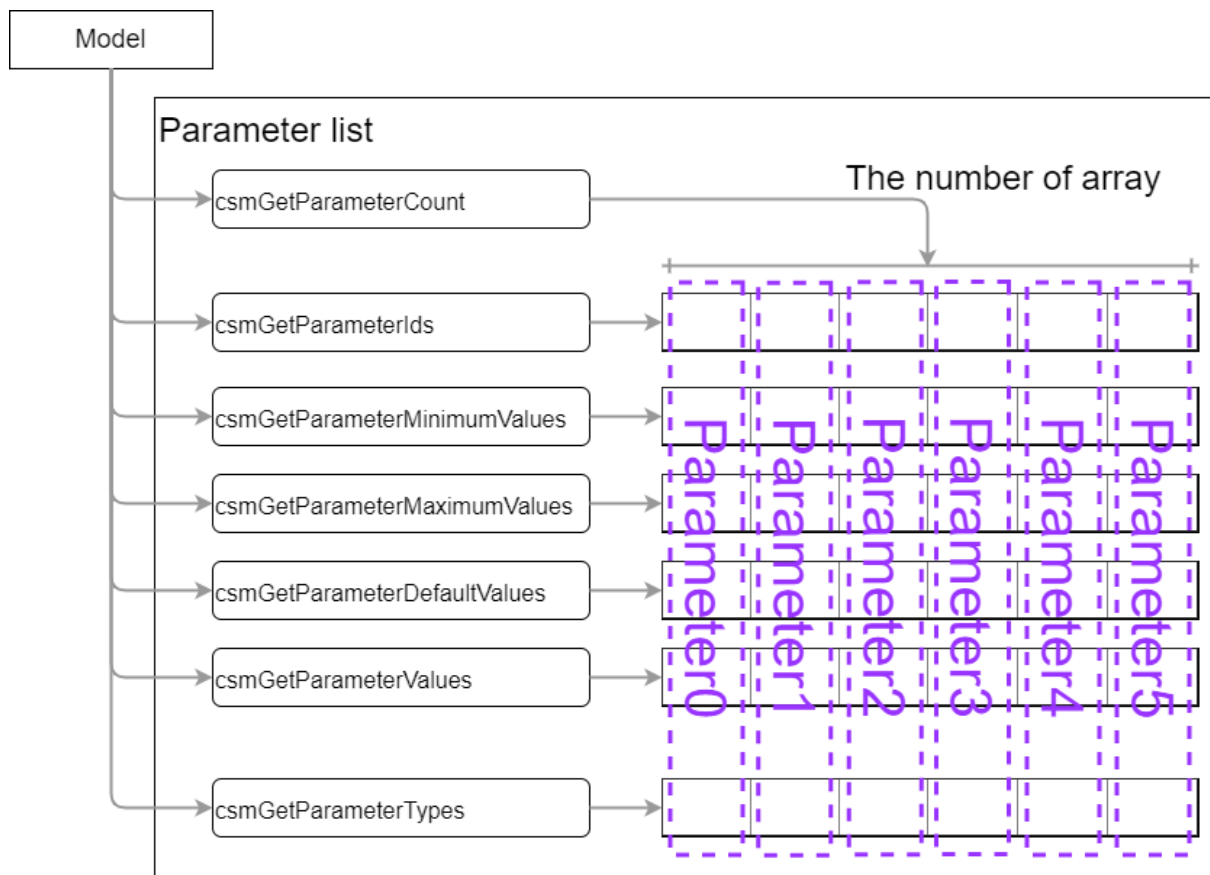 Model
Parameter list
The number of array
csmGetParameterCount
csmGetParameterIds
csmGetParameterMinimumValues
csmGetParameterMaximumValues
csmGetParameterDefaultValues
csmGetParameterValues
csmGetParameterTypes
Parameter0
Parameter1
Parameter2
Parameter3
Parameter4
Parameter5